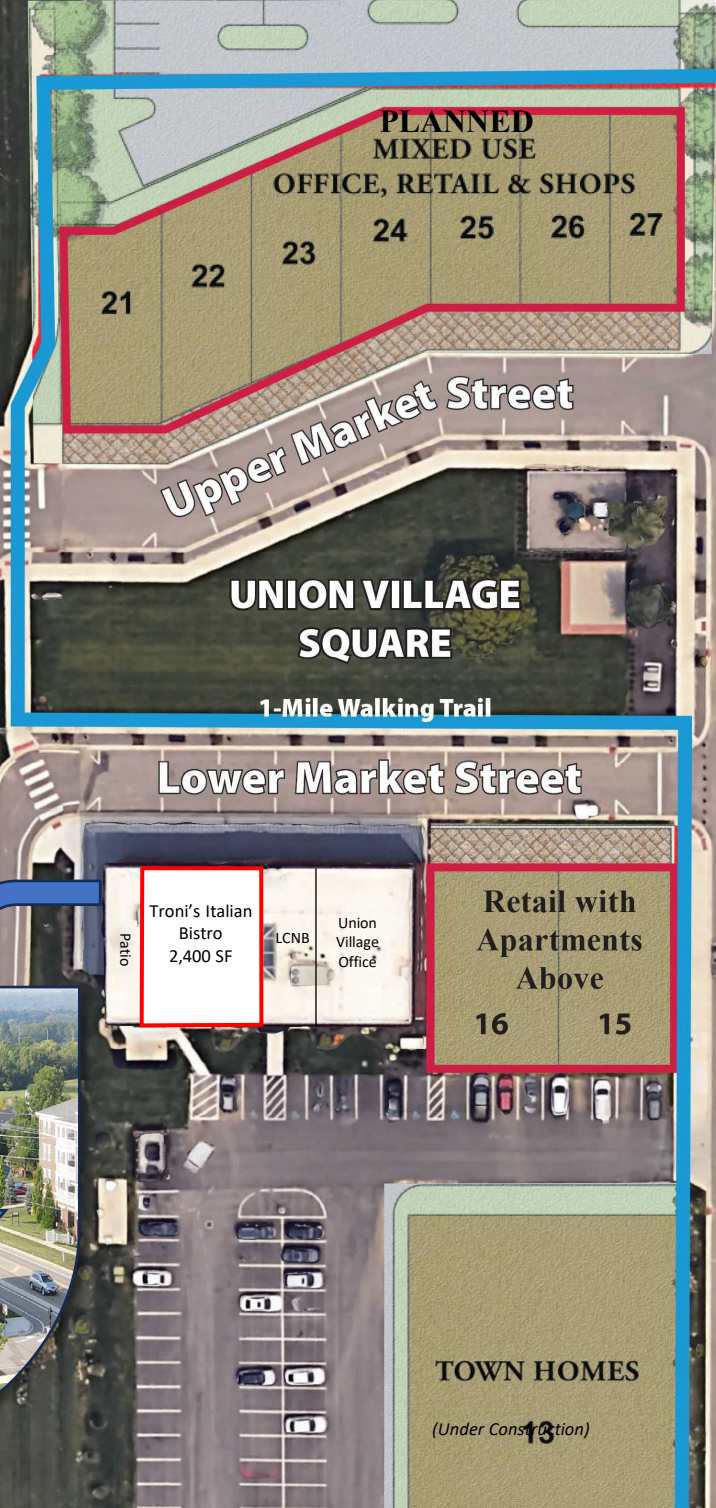 PLANNED
MIXED USE
OFFICE, RETAIL & SHOPS
21
22
23
24
25
26
27
Upper Market Street
UNION VILLAGE
SQUARE
1-Mile Walking Trail
Lower Market Street
Patio
Troni's Italian
Bistro
2,400 SF
LCNB
Union
Village
Office
Retail with
Apartments
Above
16
15
TOWN HOMES
(Under Construction)
13